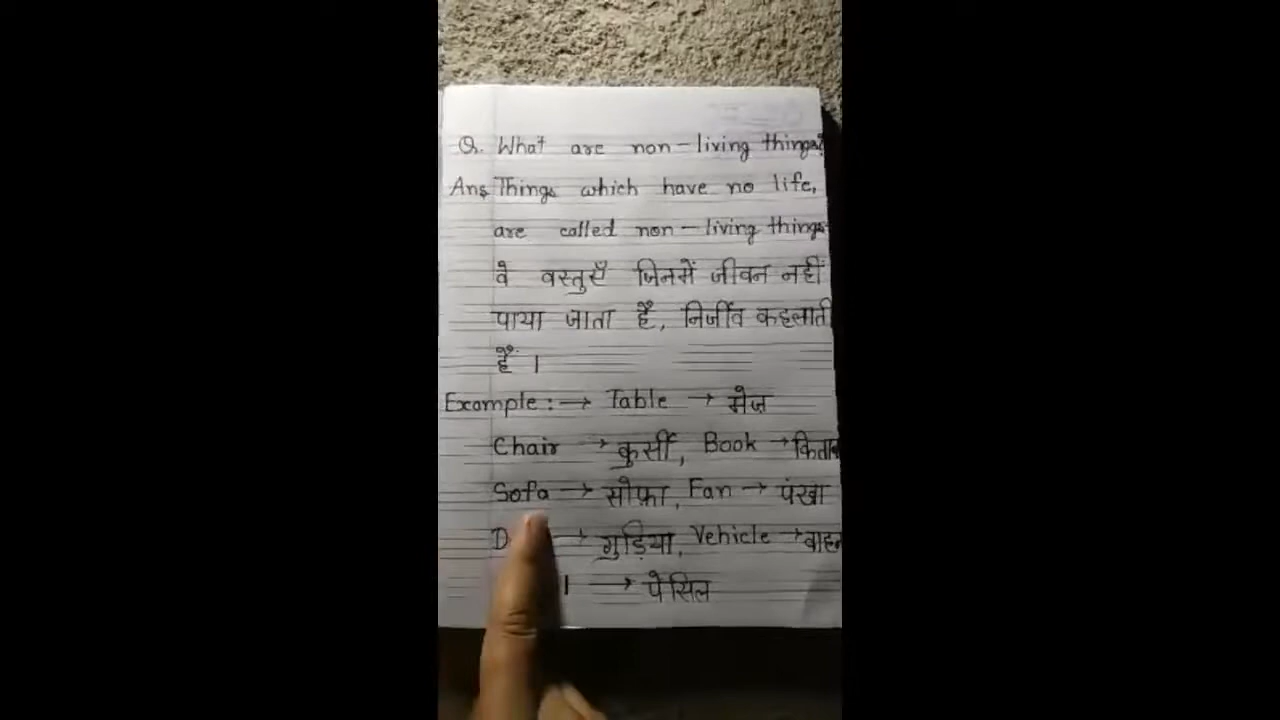 Q. What are non-living things?
Ans Things which have no life,
are called non-living things.
वे वस्तुएँ जिनमें जीवन नहीं
पाया जाता है, निर्जीव कहलाती
हैं ।
Example :→ Table → मेज़
Chair → कुर्सी, Book → किताब
Sofa → सोफ़ा, Fan → पंखा
→ गुड़िया, Vehicle → वाहन
→ पेंसिल